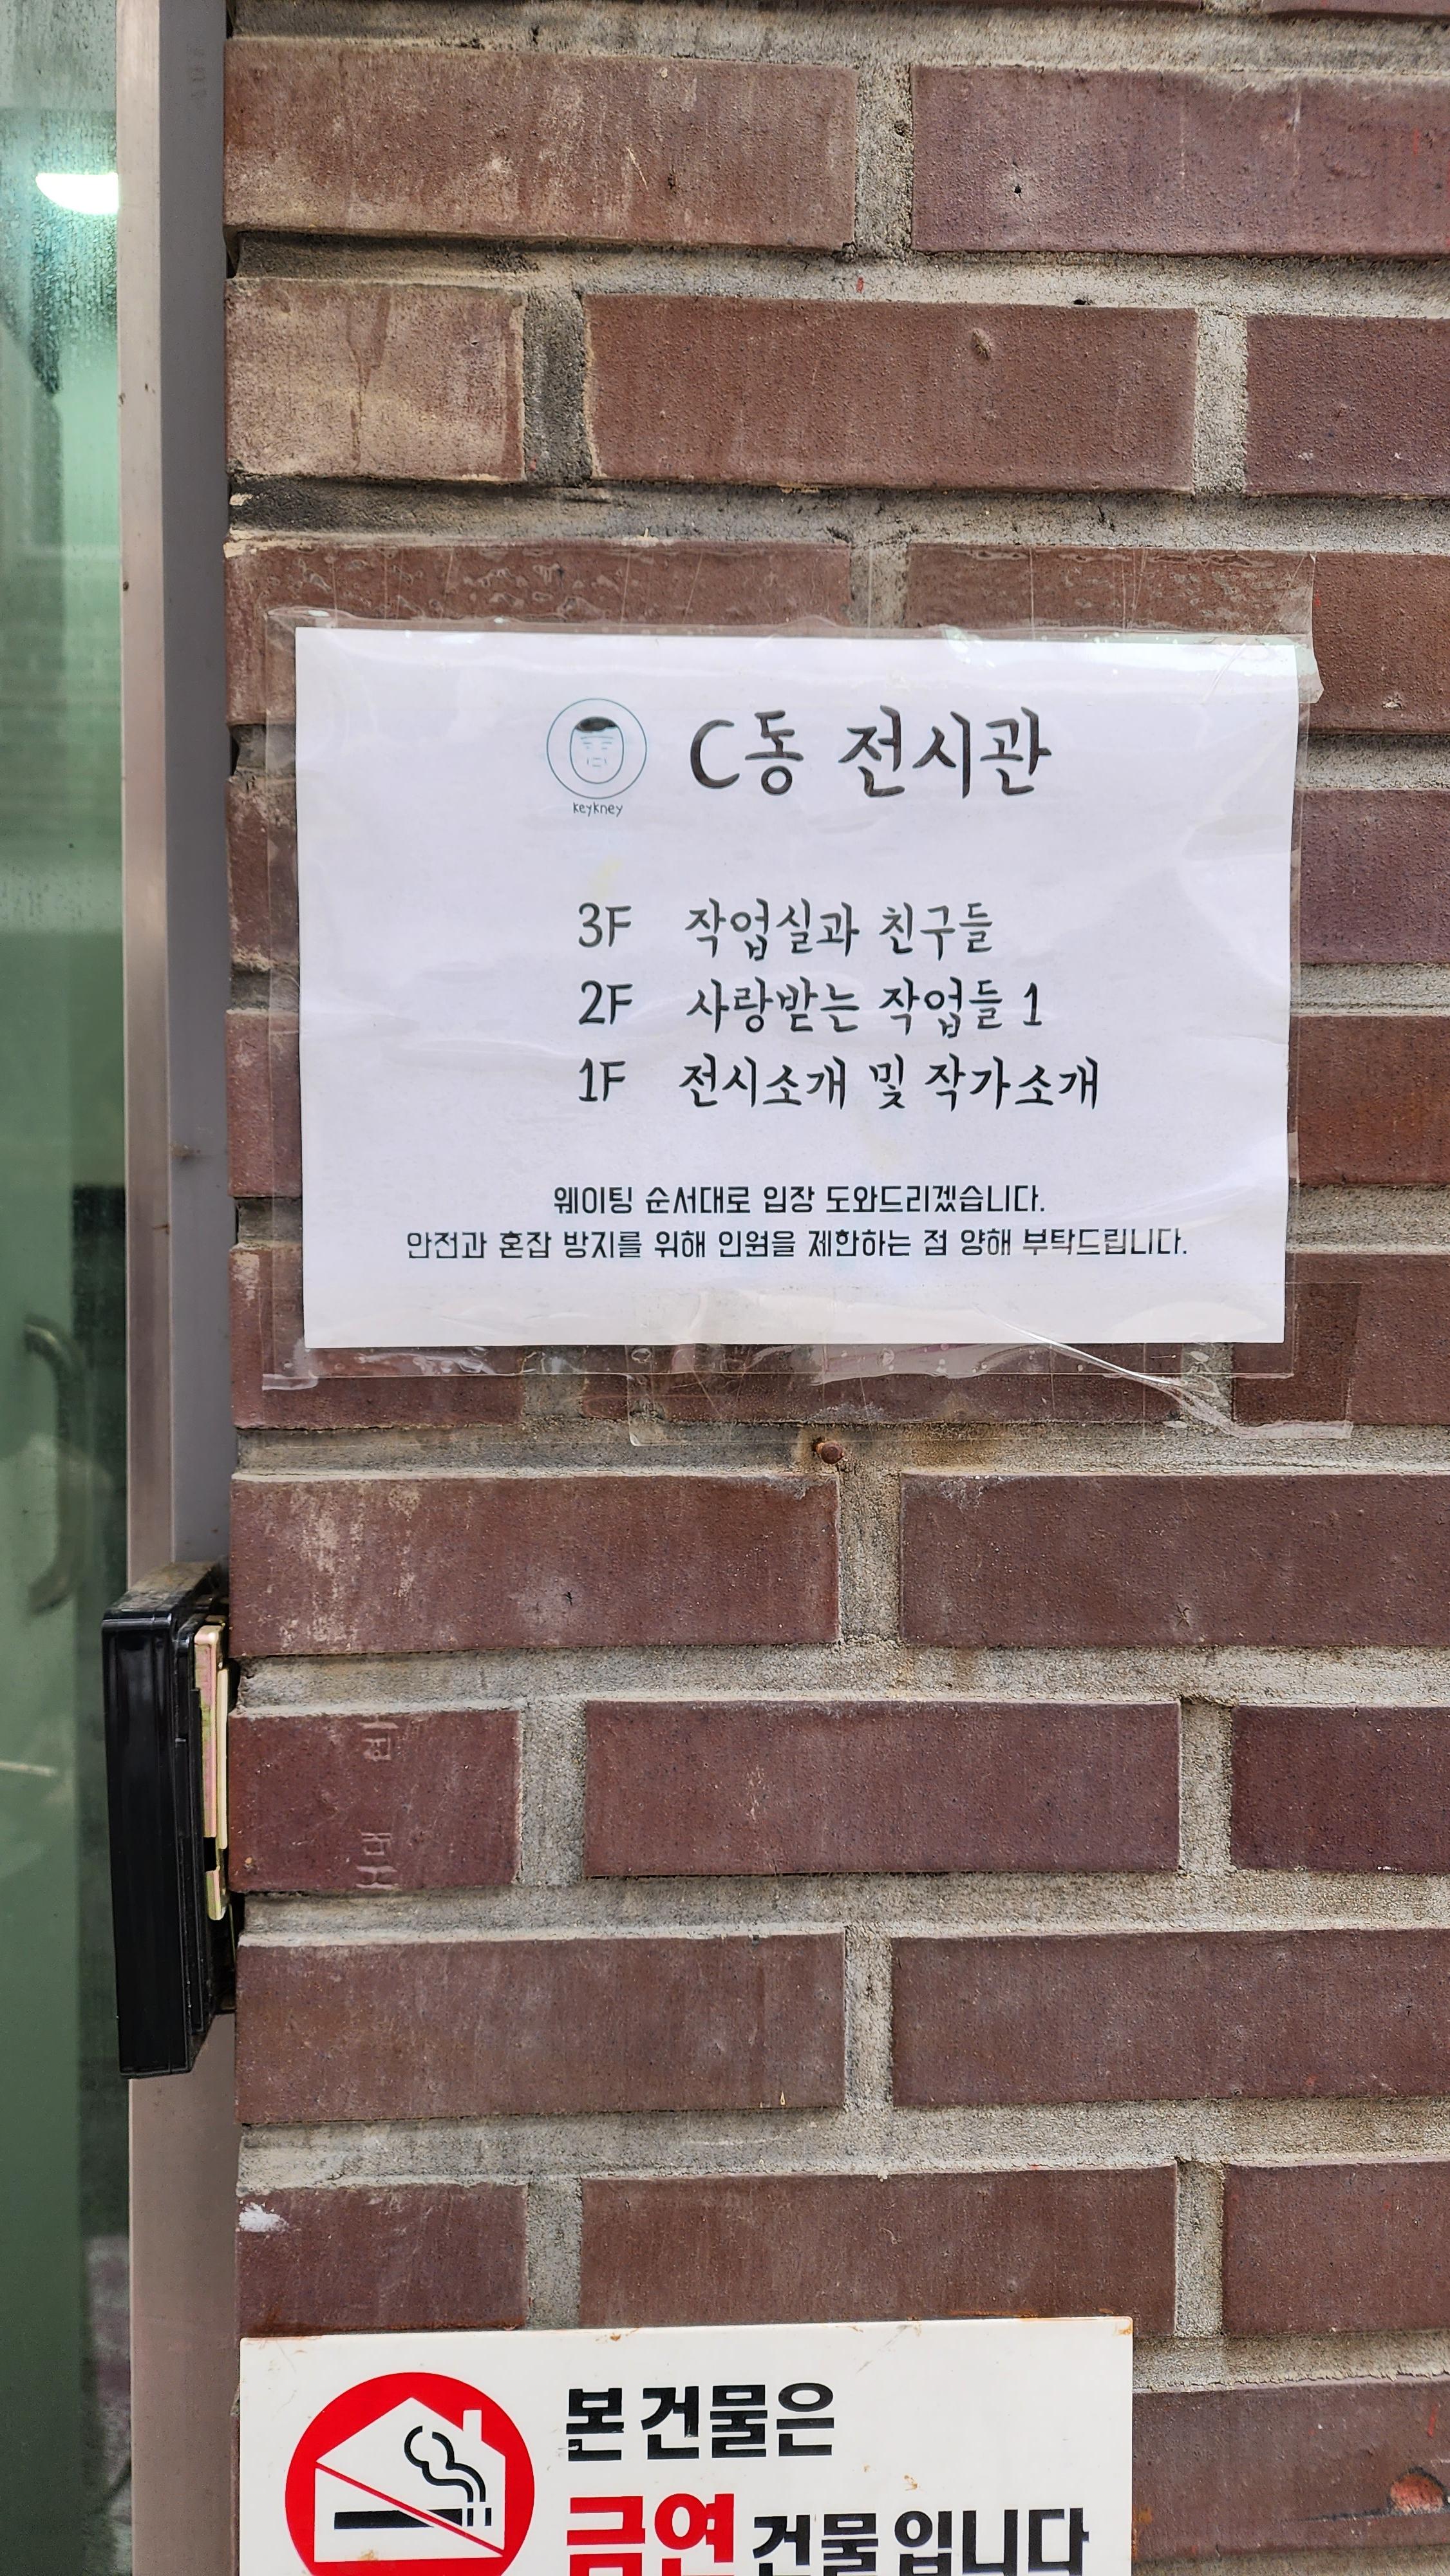 C동 전시관
keykney
3F 작업실과 친구들
2F 사랑받는 작업들 1
1F 전시소개 및 작가소개
웨이팅 순서대로 입장 도와드리겠습니다.
안전과 혼잡 방지를 위해 인원을 제한하는 점 양해 부탁드립니다.
본 건물은
금연 건물입니다